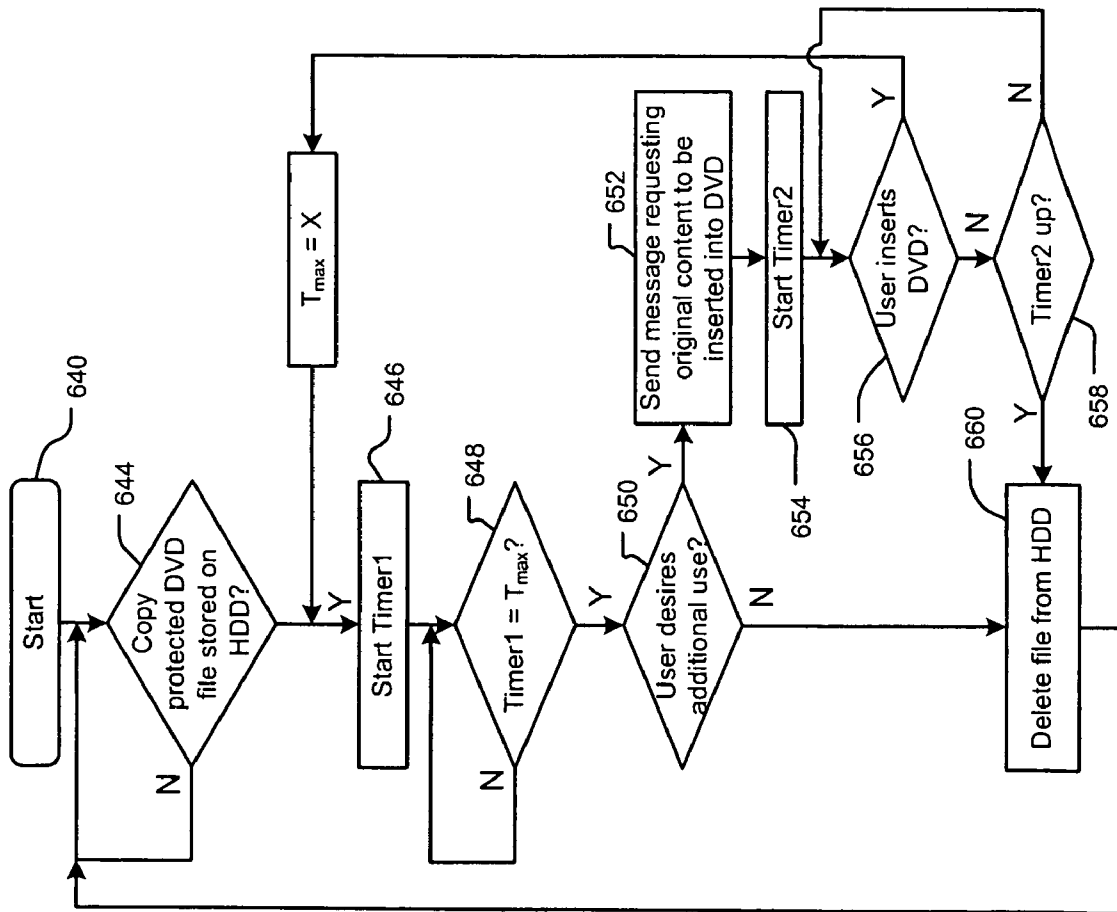 Start
640
644
Copy
protected DVD
file stored on
HDD?
N
Y
T_max = X
646
Start Timer1
648
Timer1 = T_max?
N
Y
650
User desires
additional use?
Y
N
652
Send message requesting
original content to be
inserted into DVD
654
Start Timer2
656
User inserts
DVD?
Y
N
658
Timer2 up?
N
Y
660
Delete file from HDD